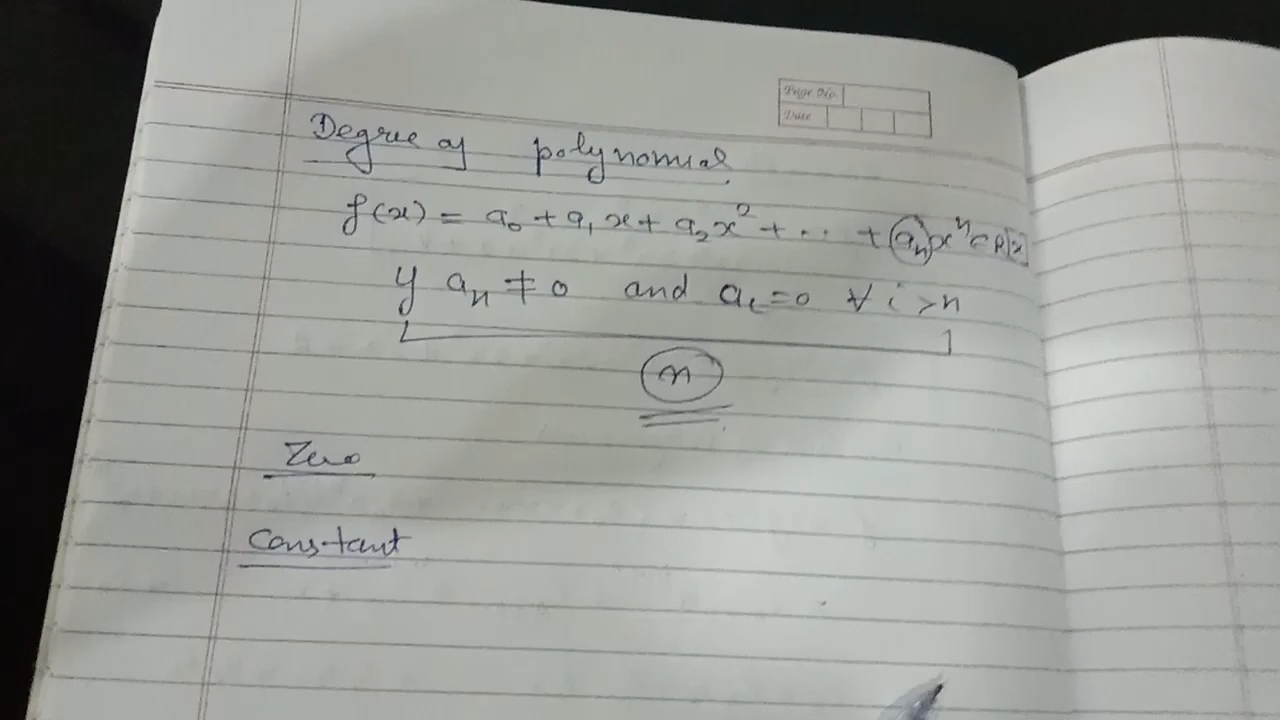 Page No.
Date
Degree of polynomial
f(x) = a₀ + a₁x + a₂x² + ... + aₙxⁿ ∈ R[x]
If aₙ ≠ 0 and aᵢ = 0 ∀ i > n
n
Zero
Constant